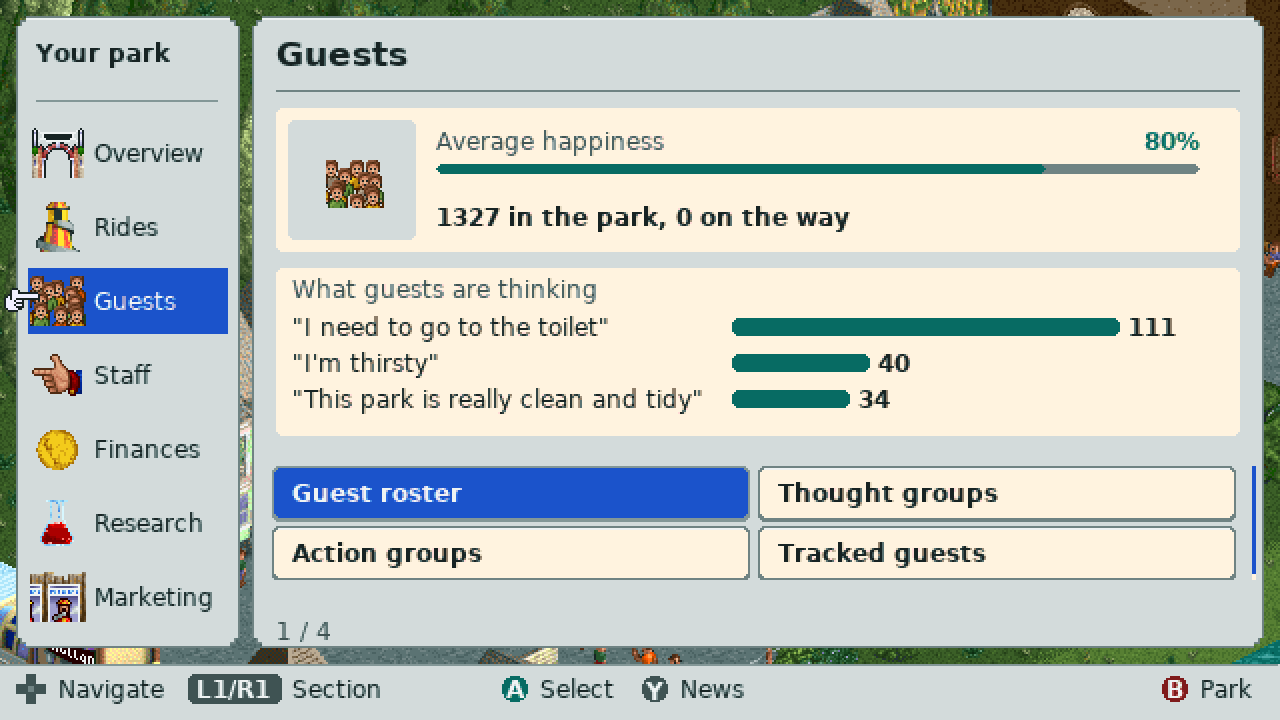 Your park
Overview
Rides
Guests
Staff
Finances
Research
Marketing
Guests
Average happiness 80%
1327 in the park, 0 on the way
What guests are thinking
"I need to go to the toilet" 111
"I'm thirsty" 40
"This park is really clean and tidy" 34
Guest roster Thought groups
Action groups Tracked guests
1 / 4
Navigate L1/R1 Section A Select Y News B Park